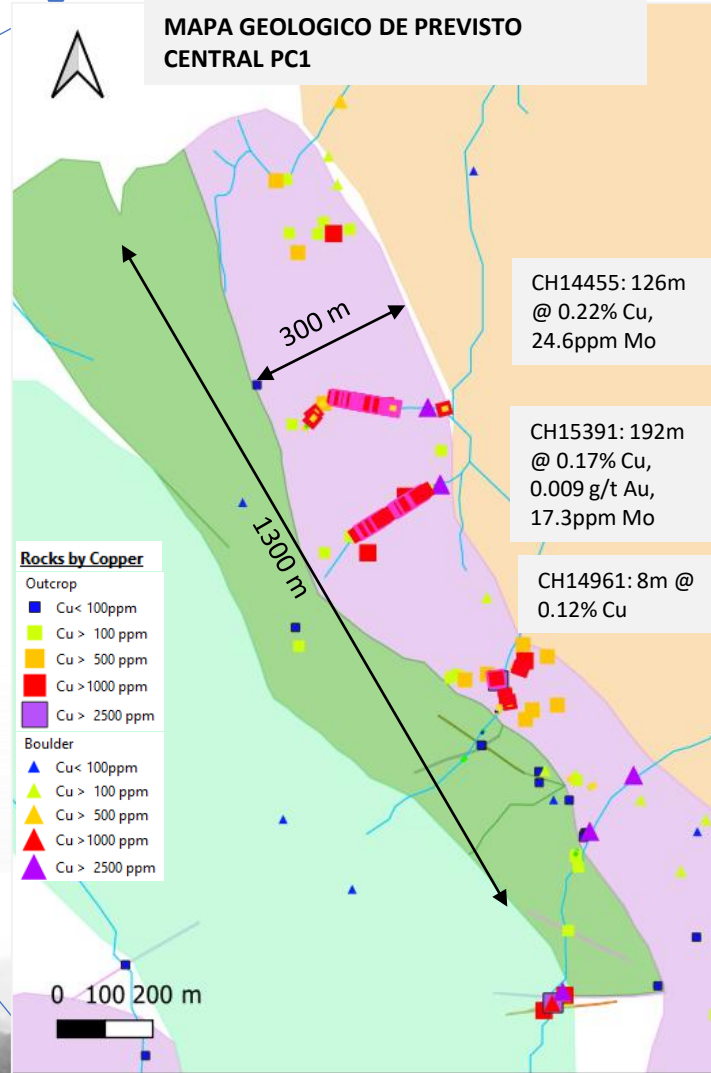 MAPA GEOLOGICO DE PREVISTO
CENTRAL PC1
300 m
1300 m
CH14455: 126m
@ 0.22% Cu,
24.6ppm Mo
CH15391: 192m
@ 0.17% Cu,
0.009 g/t Au,
17.3ppm Mo
CH14961: 8m @
0.12% Cu
Rocks by Copper
Outcrop
Cu< 100ppm
Cu > 100 ppm
Cu > 500 ppm
Cu >1000 ppm
Cu > 2500 ppm
Boulder
Cu< 100ppm
Cu > 100 ppm
Cu > 500 ppm
Cu >1000 ppm
Cu > 2500 ppm
0 100 200 m